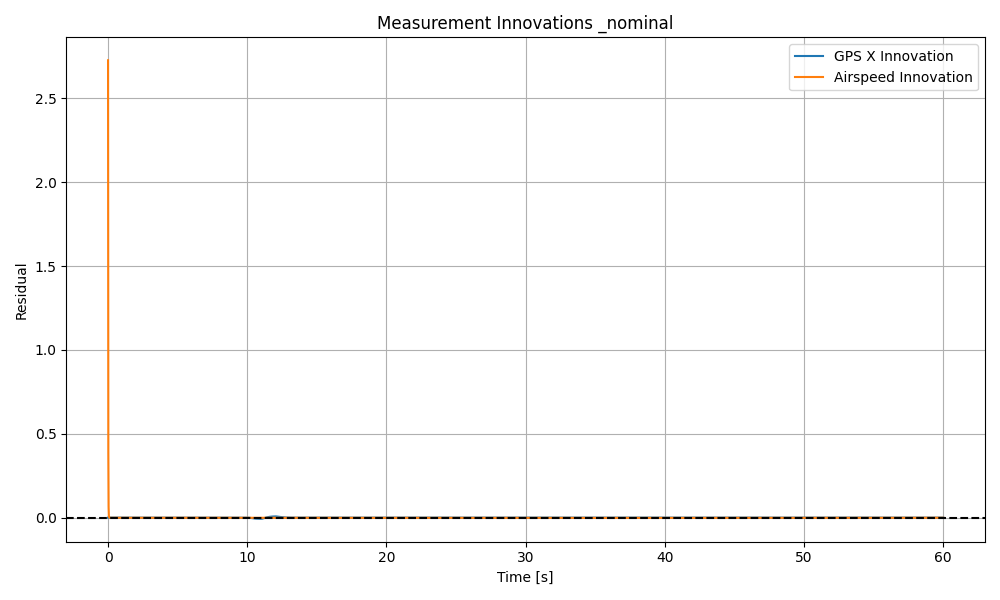 Measurement Innovations _nominal
GPS X Innovation
Airspeed Innovation
Residual
2.5
2.0
1.5
1.0
0.5
0.0
0
10
20
30
40
50
60
Time [s]